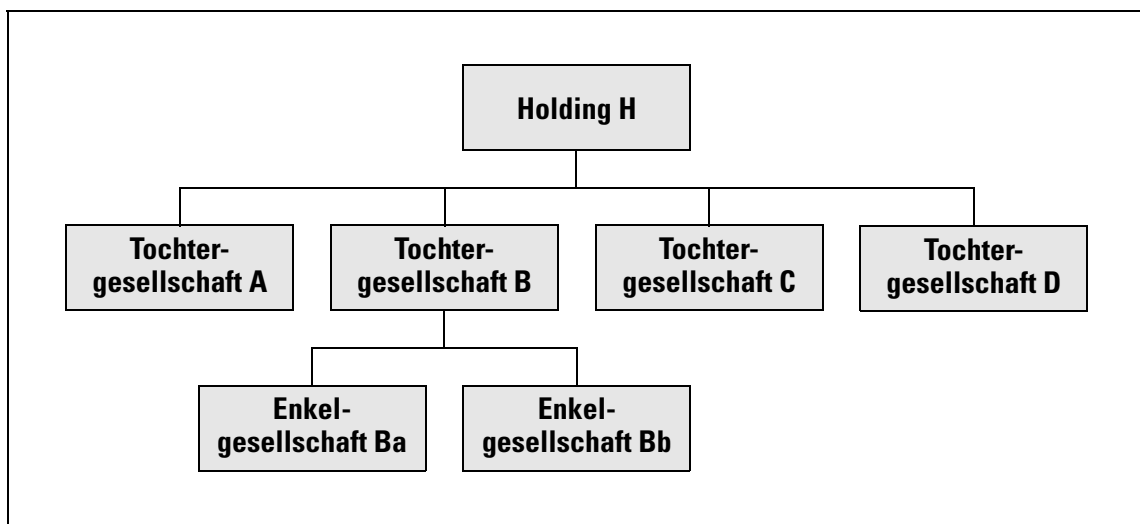 Holding H
Tochter-
gesellschaft A
Tochter-
gesellschaft B
Tochter-
gesellschaft C
Tochter-
gesellschaft D
Enkel-
gesellschaft Ba
Enkel-
gesellschaft Bb